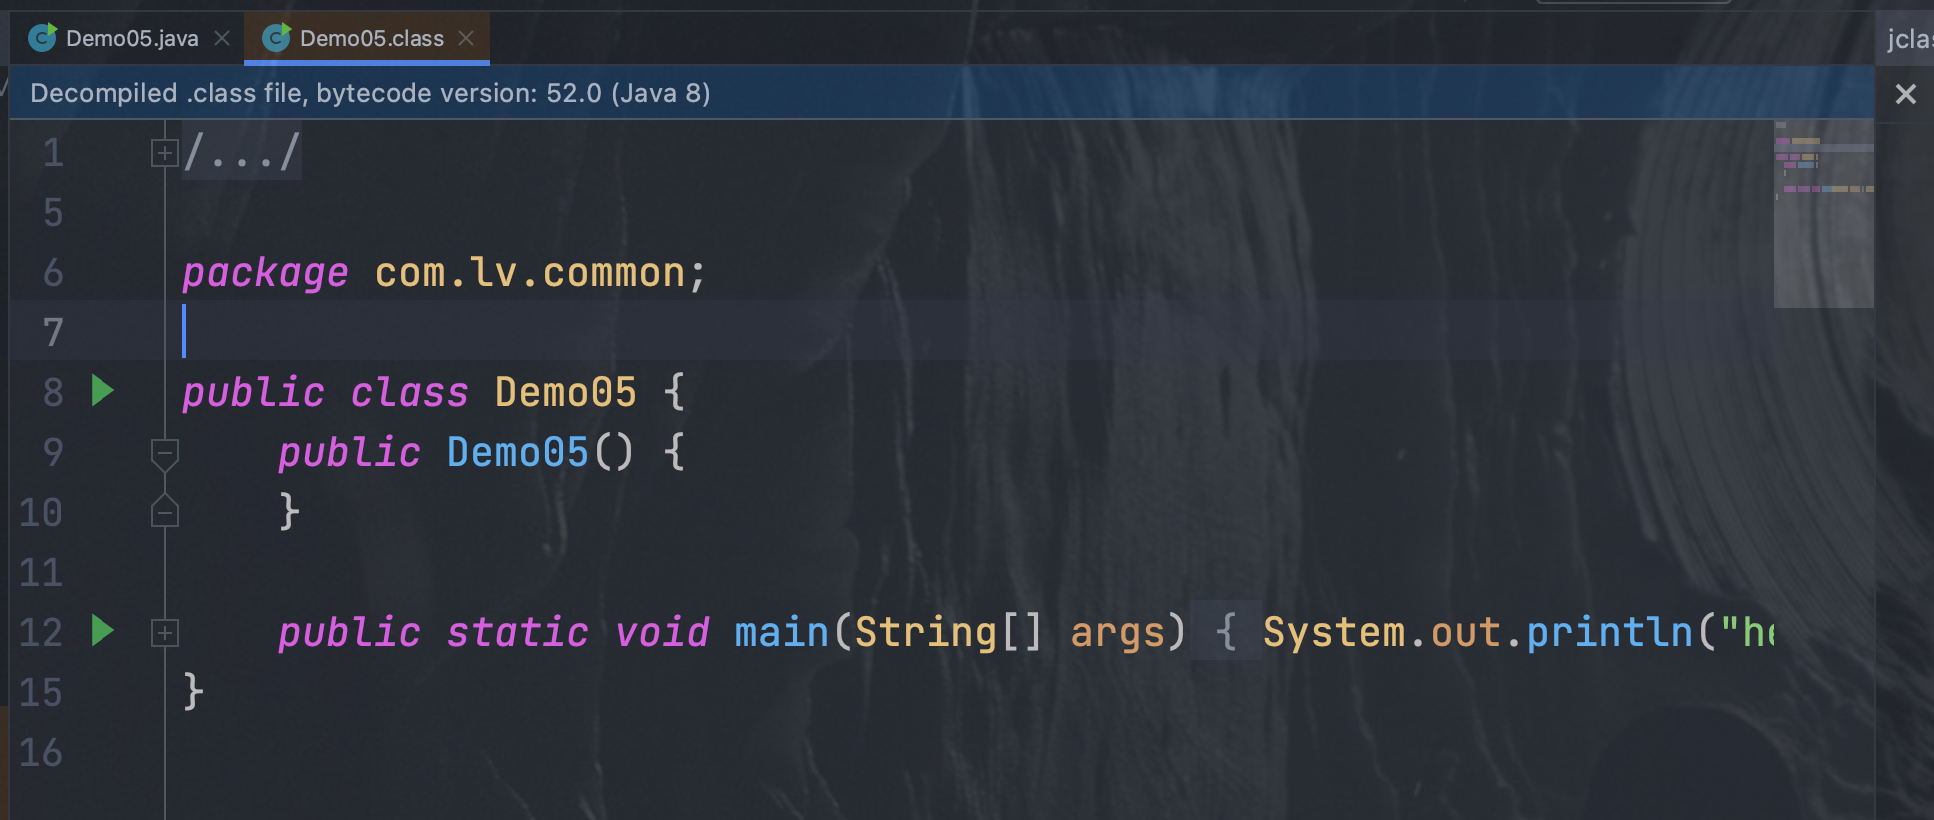 Demo05.java Demo05.class
Decompiled .class file, bytecode version: 52.0 (Java 8)
1 /.../
5
6 package com.lv.common;
7
8 public class Demo05 {
9 public Demo05() {
10 }
11
12 public static void main(String[] args) { System.out.println("he
15 }
16
jclas